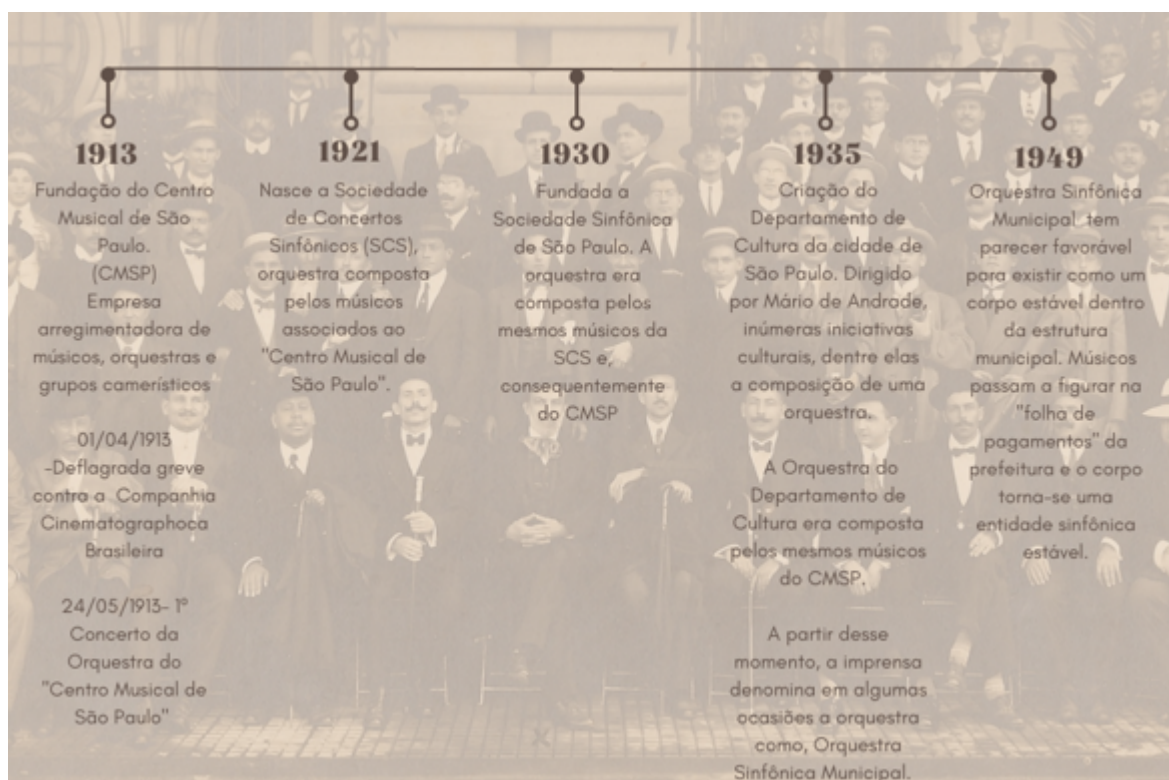 1913
Fundação do Centro
Musical de São
Paulo.
(CMSP)
Empresa
arregimentadora de
músicos, orquestras e
grupos camerísticos
01/04/1913
-Deflagrada greve
contra a Companhia
Cinematographoca
Brasileira
24/05/1913- 1º
Concerto da
Orquestra do
"Centro Musical de
São Paulo"
1921
Nasce a Sociedade
de Concertos
Sinfônicos (SCS),
orquestra composta
pelos músicos
associados ao
"Centro Musical de
São Paulo".
1930
Fundada a
Sociedade Sinfônica
de São Paulo. A
orquestra era
composta pelos
mesmos músicos da
SCS e,
consequentemente
do CMSP
1935
Criação do
Departamento de
Cultura da cidade de
São Paulo. Dirigido
por Mário de Andrade,
inúmeras iniciativas
culturais, dentre elas
a composição de uma
orquestra.
A Orquestra do
Departamento de
Cultura era composta
pelos mesmos músicos
do CMSP.
A partir desse
momento, a imprensa
denomina em algumas
ocasiões a orquestra
como, Orquestra
Sinfônica Municipal.
1949
Orquestra Sinfônica
Municipal tem
parecer favorável
para existir como um
corpo estável dentro
da estrutura
municipal. Músicos
passam a figurar na
"folha de
pagamentos" da
prefeitura e o corpo
torna-se uma
entidade sinfônica
estável.